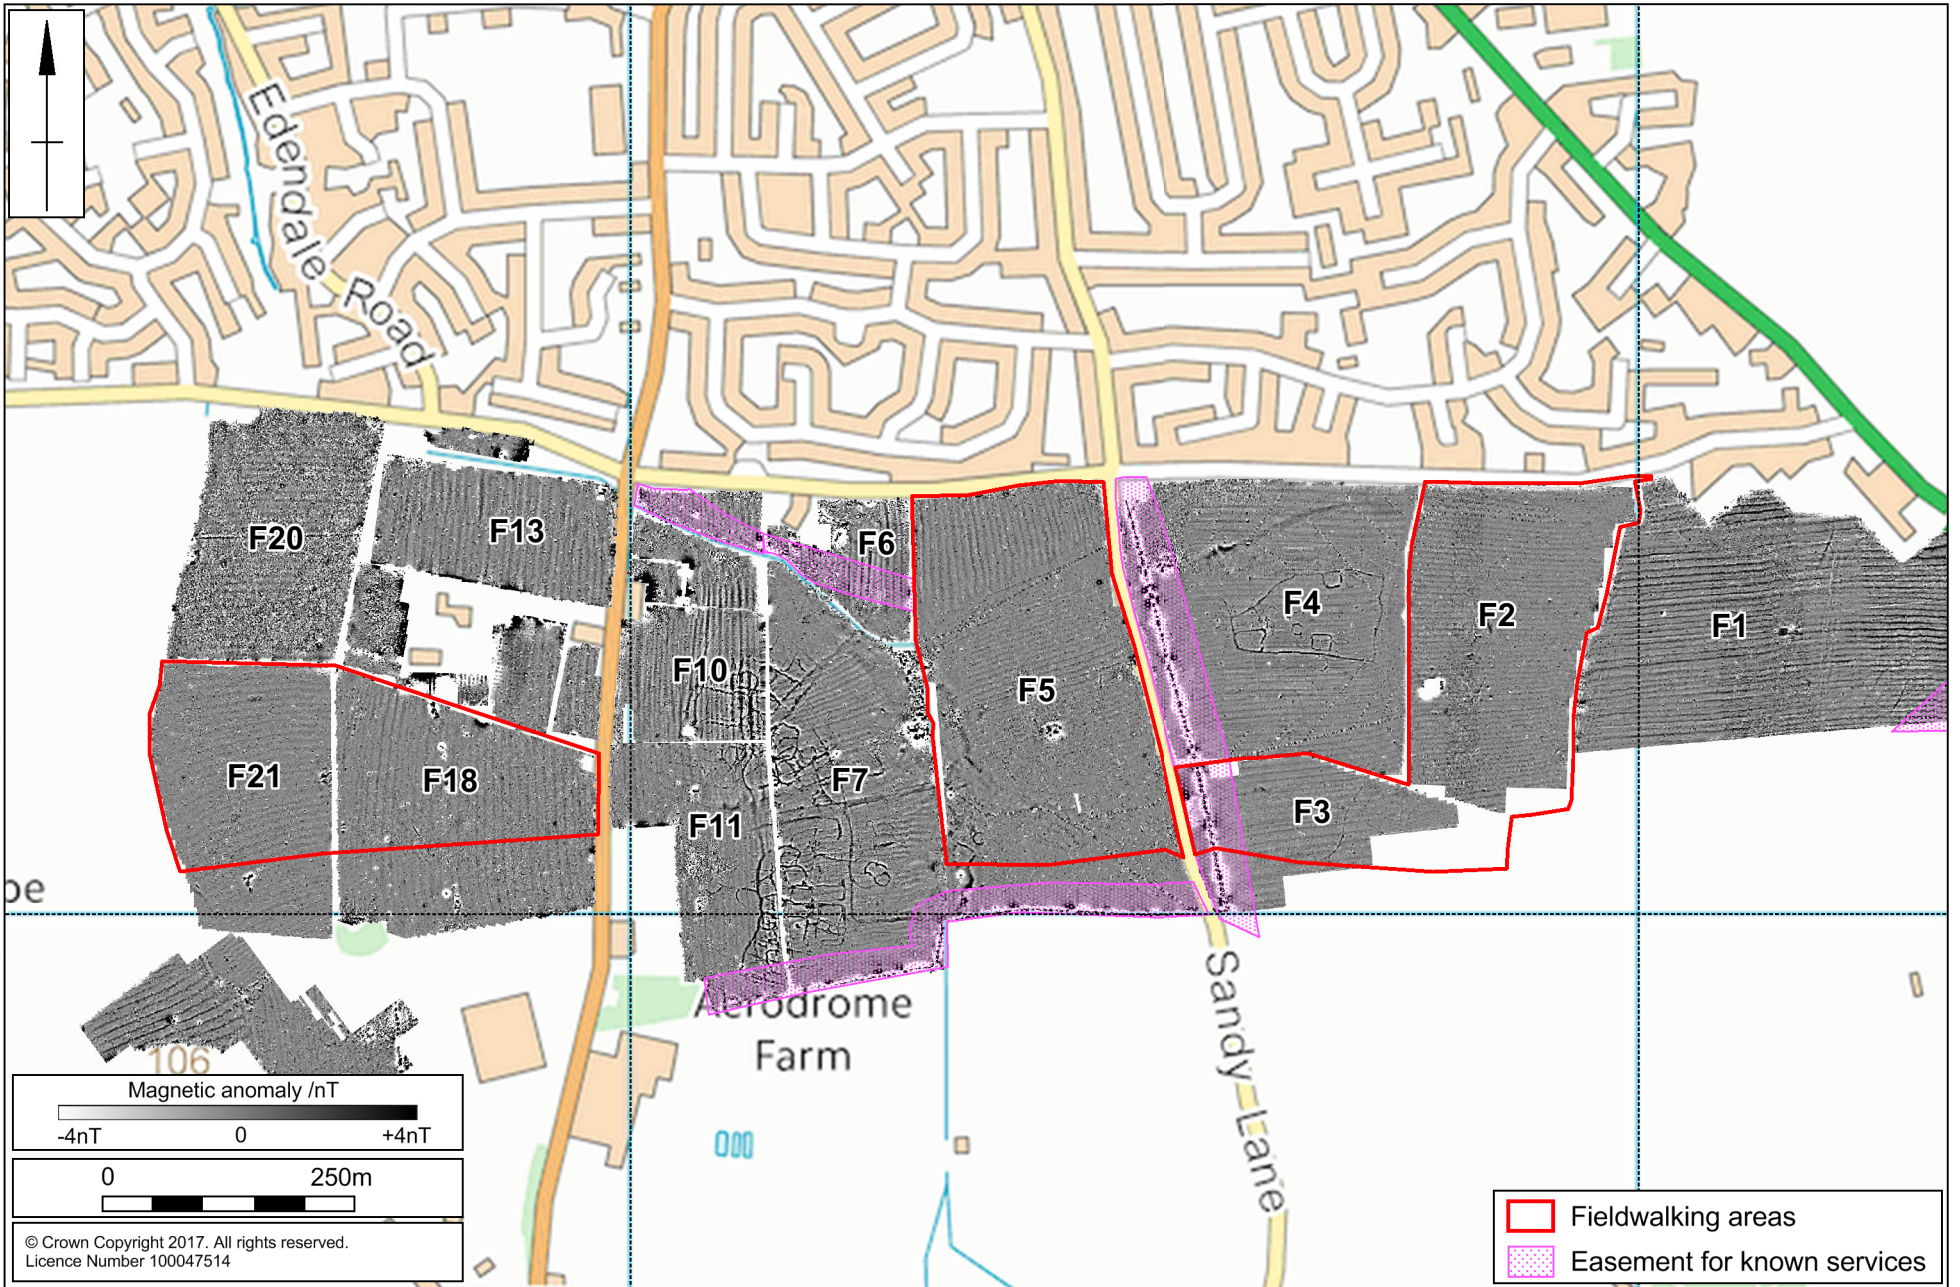 Edendale
Road
F20
F13
F6
F4
F2
F1
F10
F5
F21
F18
F7
F11
F3
Aerodrome
Farm
106
Sandy Lane
Magnetic anomaly /nT
-4nT 0 +4nT
0 250m
© Crown Copyright 2017. All rights reserved.
Licence Number 100047514
Fieldwalking areas
Easement for known services